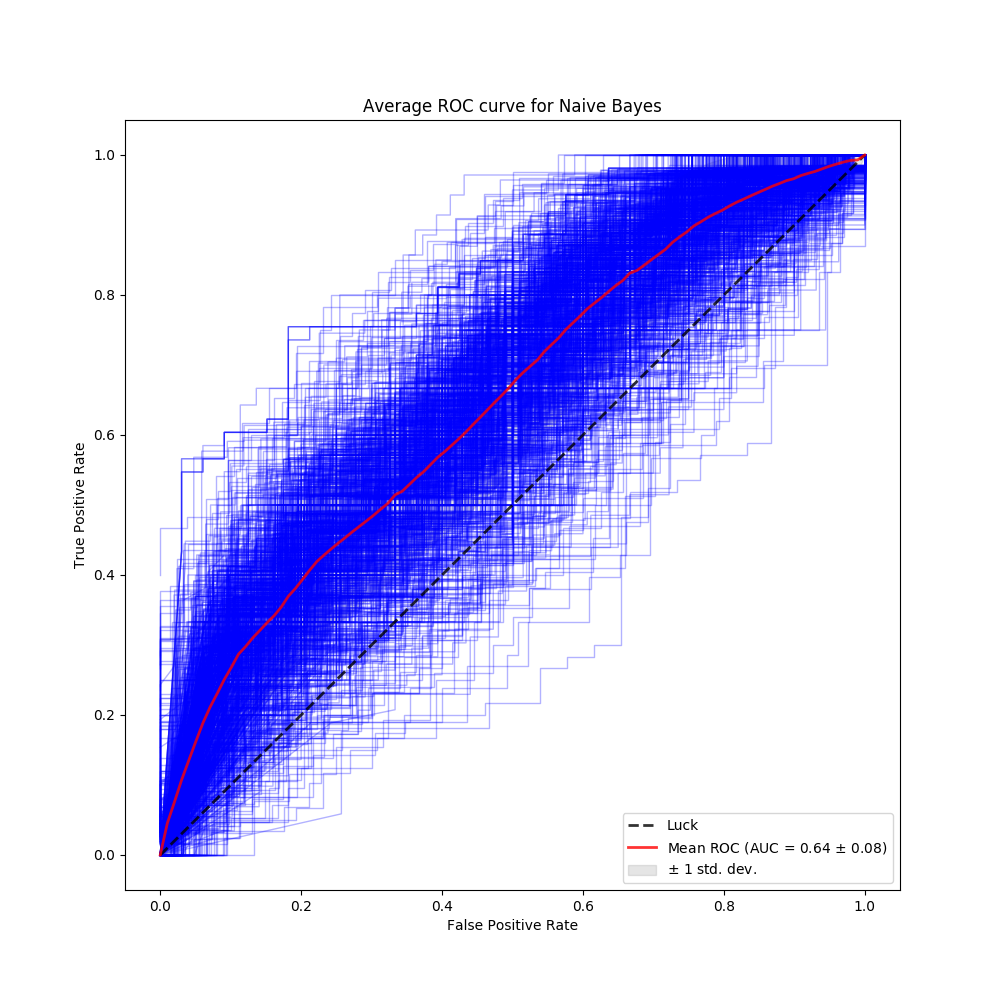 Average ROC curve for Naive Bayes
True Positive Rate
1.0
0.8
0.6
0.4
0.2
0.0
0.0 0.2 0.4 0.6 0.8 1.0
False Positive Rate
Luck
Mean ROC (AUC = 0.64 ± 0.08)
± 1 std. dev.